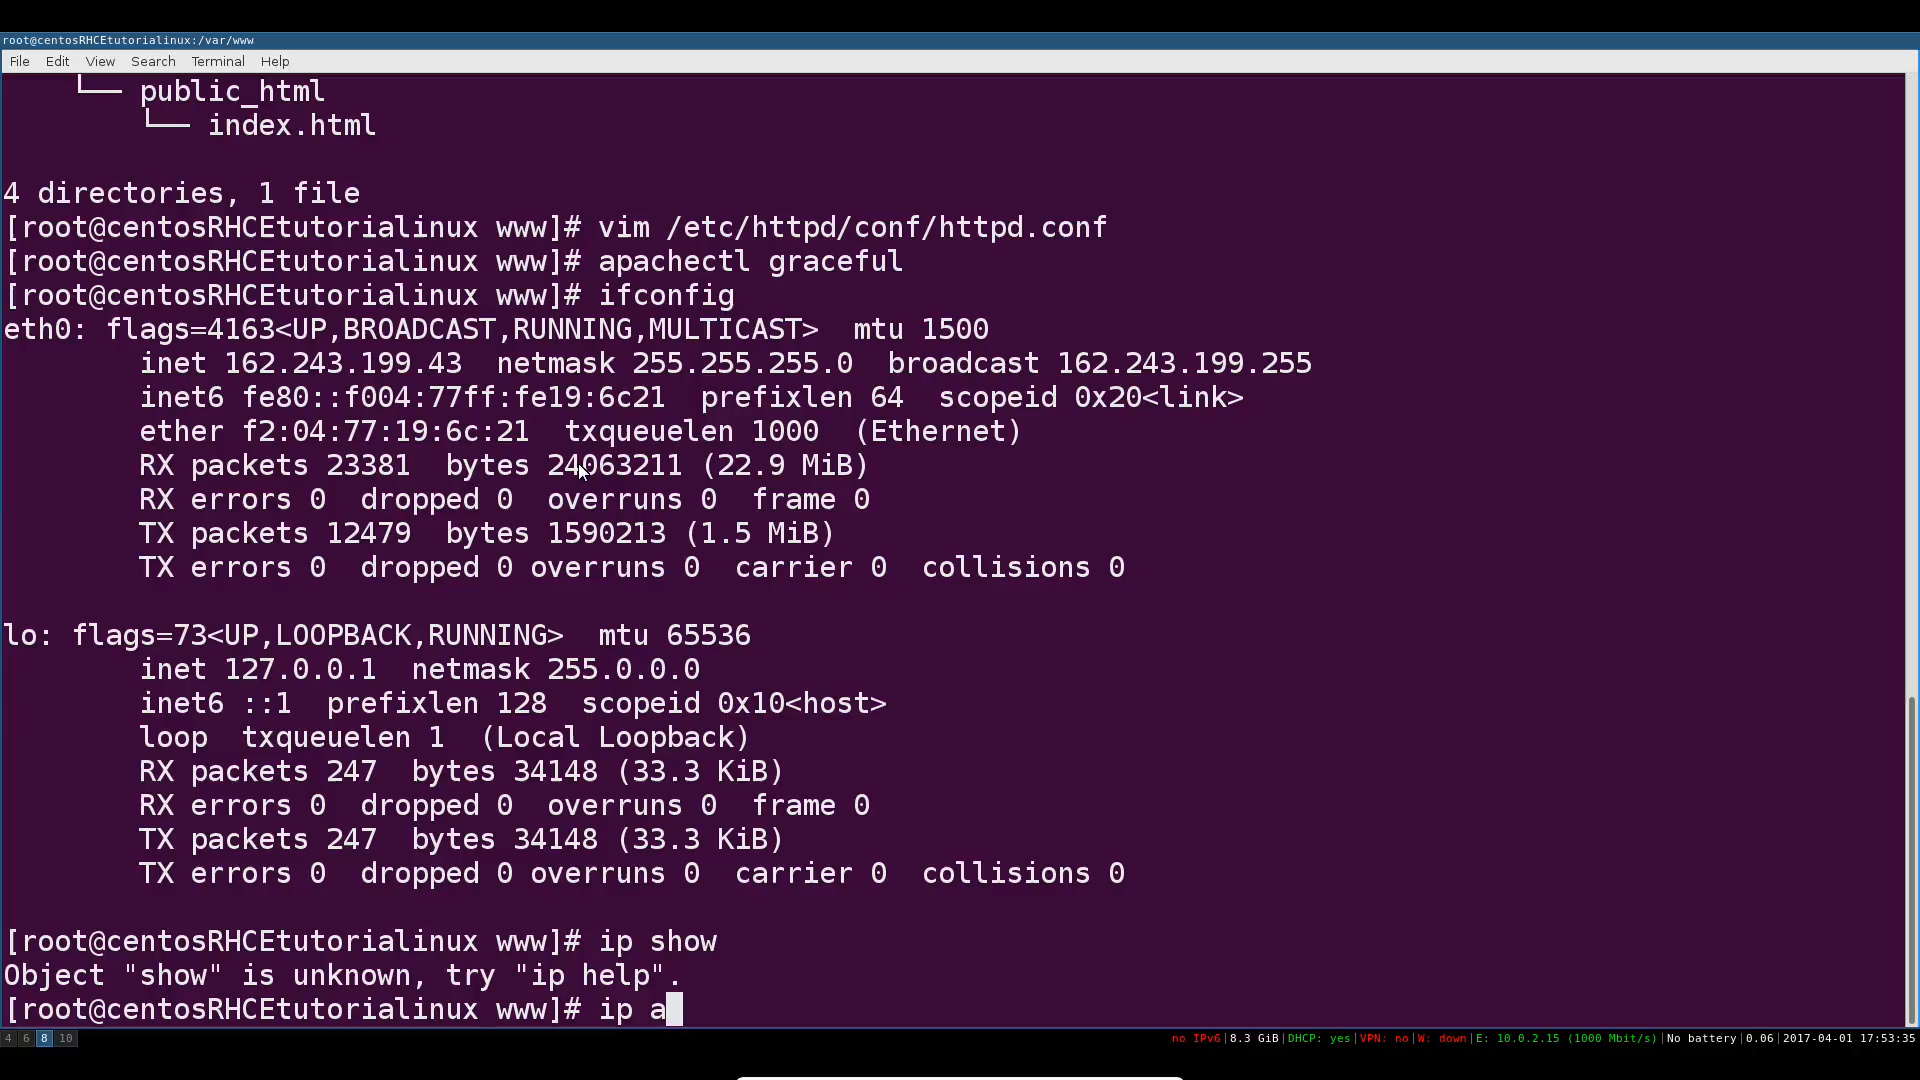 root@centosRHCEtutorialinux:/var/www
File Edit View Search Terminal Help
└── public_html
└── index.html
4 directories, 1 file
[root@centosRHCEtutorialinux www]# vim /etc/httpd/conf/httpd.conf
[root@centosRHCEtutorialinux www]# apachectl graceful
[root@centosRHCEtutorialinux www]# ifconfig
eth0: flags=4163<UP,BROADCAST,RUNNING,MULTICAST>  mtu 1500
        inet 162.243.199.43  netmask 255.255.255.0  broadcast 162.243.199.255
        inet6 fe80::f004:77ff:fe19:6c21  prefixlen 64  scopeid 0x20<link>
        ether f2:04:77:19:6c:21  txqueuelen 1000  (Ethernet)
        RX packets 23381  bytes 24063211 (22.9 MiB)
        RX errors 0  dropped 0  overruns 0  frame 0
        TX packets 12479  bytes 1590213 (1.5 MiB)
        TX errors 0  dropped 0 overruns 0  carrier 0  collisions 0
lo: flags=73<UP,LOOPBACK,RUNNING>  mtu 65536
        inet 127.0.0.1  netmask 255.0.0.0
        inet6 ::1  prefixlen 128  scopeid 0x10<host>
        loop  txqueuelen 1  (Local Loopback)
        RX packets 247  bytes 34148 (33.3 KiB)
        RX errors 0  dropped 0  overruns 0  frame 0
        TX packets 247  bytes 34148 (33.3 KiB)
        TX errors 0  dropped 0 overruns 0  carrier 0  collisions 0
[root@centosRHCEtutorialinux www]# ip show
Object "show" is unknown, try "ip help".
[root@centosRHCEtutorialinux www]# ip a
4 6 8 10 no IPv6|8.3 GiB|DHCP: yes|VPN: no|W: down|E: 10.0.2.15 (1000 Mbit/s)|No battery|0.06|2017-04-01 17:53:35